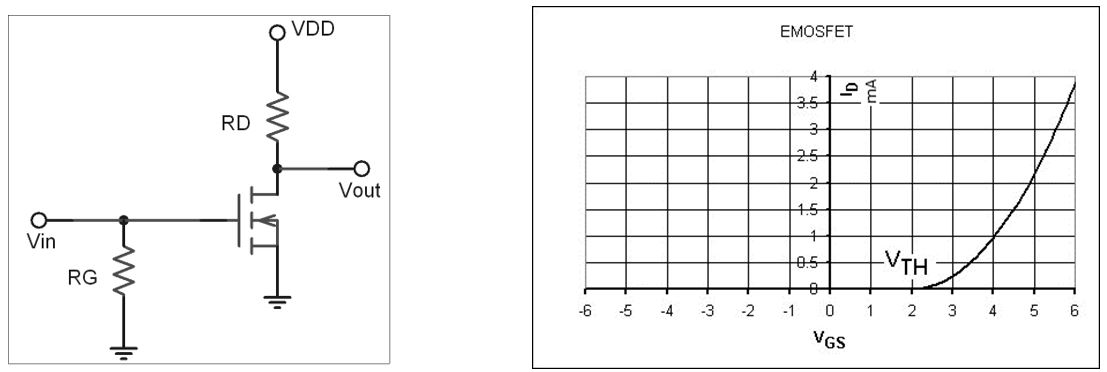 VDD
RD
Vout
Vin
RG
EMOSFET
ID
mA
4
3.5
3
2.5
2
1.5
1
0.5
0
VTH
-6 -5 -4 -3 -2 -1 0 1 2 3 4 5 6
VGS